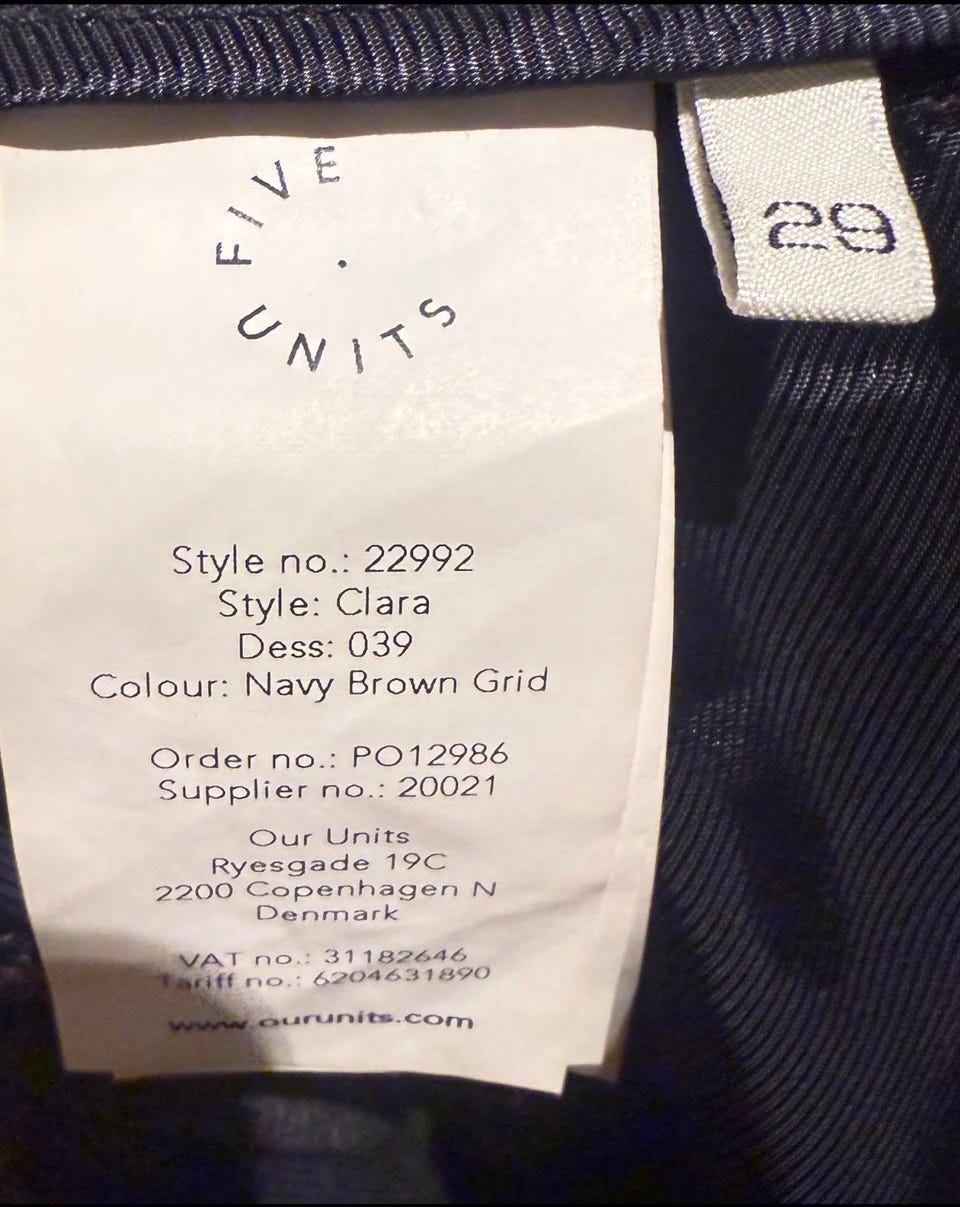 FIVE
UNITS
29
Style no.: 22992
Style: Clara
Dess: 039
Colour: Navy Brown Grid
Order no.: PO12986
Supplier no.: 20021
Our Units
Ryesgade 19C
2200 Copenhagen N
Denmark
VAT no.: 31182646
Tariff no.: 6204631890
www.ourunits.com